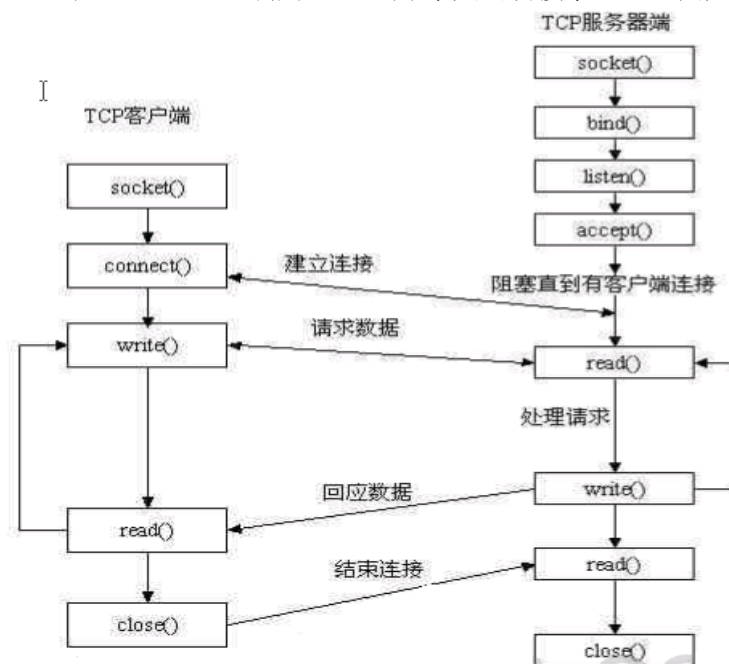 TCP服务器端
socket()
bind()
TCP客户端
listen()
socket()
accept()
connect()
建立连接
阻塞直到有客户端连接
请求数据
write()
read()
处理请求
回应数据
write()
read()
结束连接
read()
close()
close()